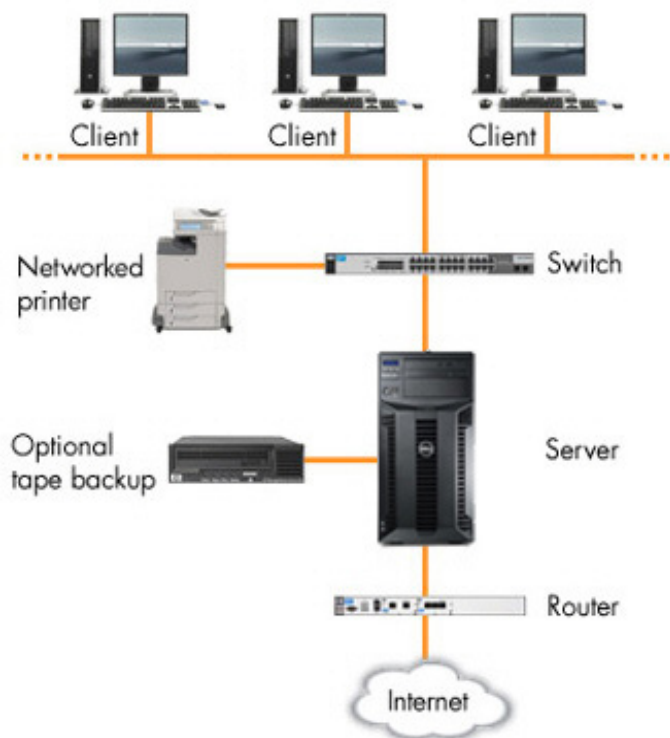 Client
Client
Client
Networked
printer
Switch
Optional
tape backup
Server
Router
Internet